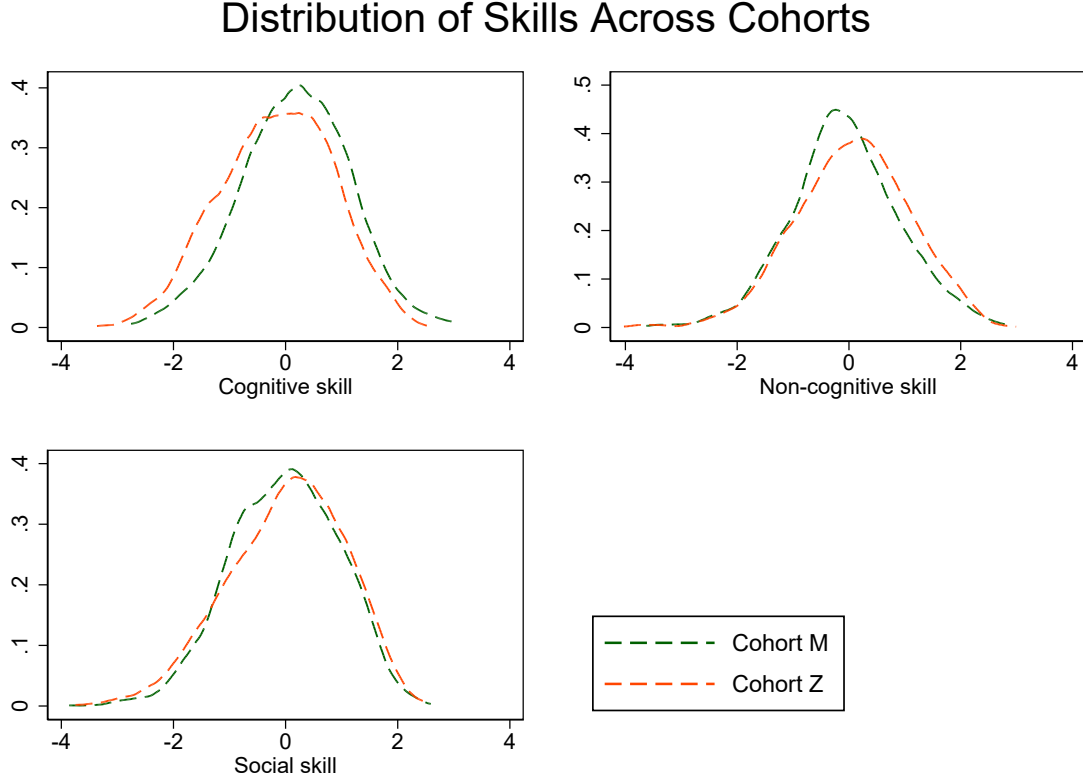 Distribution of Skills Across Cohorts
.4
.3
.2
.1
0
-4 -2 0 2 4
Cognitive skill
.5
.4
.3
.2
.1
0
-4 -2 0 2 4
Non-cognitive skill
.4
.3
.2
.1
0
-4 -2 0 2 4
Social skill
Cohort M
Cohort Z